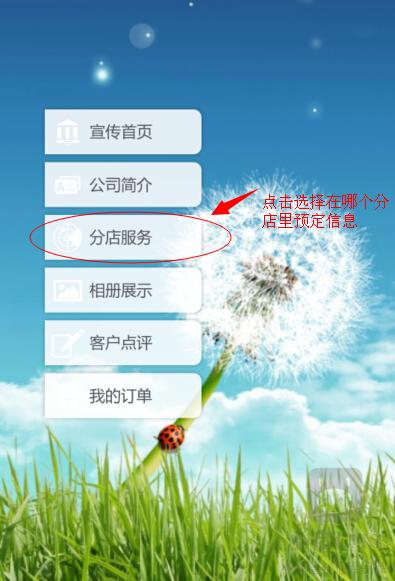 宣传首页
公司简介
点击选择在哪个分
店里预定信息
分店服务
相册展示
客户点评
我的订单